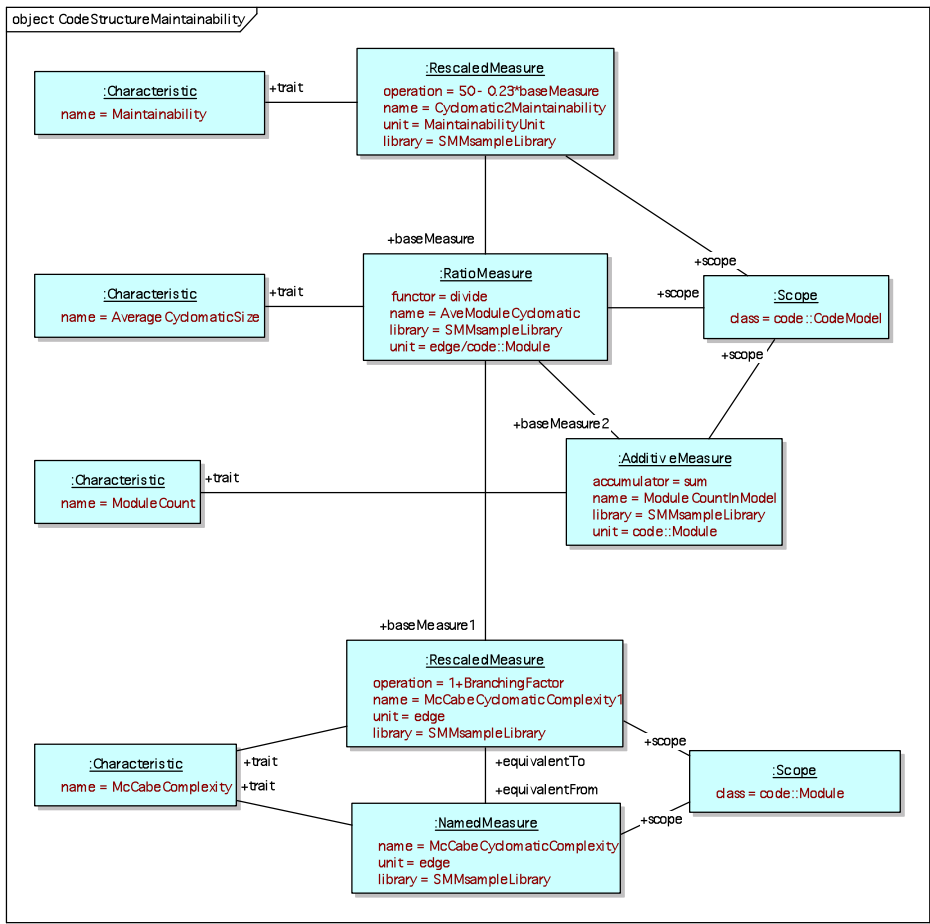 object CodeStructureMaintainability
:RescaledMeasure
operation = 50 - 0.23*baseMeasure
name = Cyclomatic2Maintainability
unit = MaintainabilityUnit
library = SMMsampleLibrary
:Characteristic
name = Maintainability
+trait
+baseMeasure
+scope
:RatioMeasure
functor = divide
name = AveModuleCyclomatic
library = SMMsampleLibrary
unit = edge/code::Module
:Characteristic
name = AverageCyclomaticSize
+trait
+scope
:Scope
class = code::CodeModel
+scope
+baseMeasure2
:AdditiveMeasure
accumulator = sum
name = ModuleCountInModel
library = SMMsampleLibrary
unit = code::Module
:Characteristic
name = ModuleCount
+trait
+baseMeasure1
:RescaledMeasure
operation = 1+BranchingFactor
name = McCabeCyclomaticComplexity1
unit = edge
library = SMMsampleLibrary
:Characteristic
name = McCabeComplexity
+trait
+trait
+equivalentTo
+equivalentFrom
+scope
:Scope
class = code::Module
+scope
:NamedMeasure
name = McCabeCyclomaticComplexity
unit = edge
library = SMMsampleLibrary